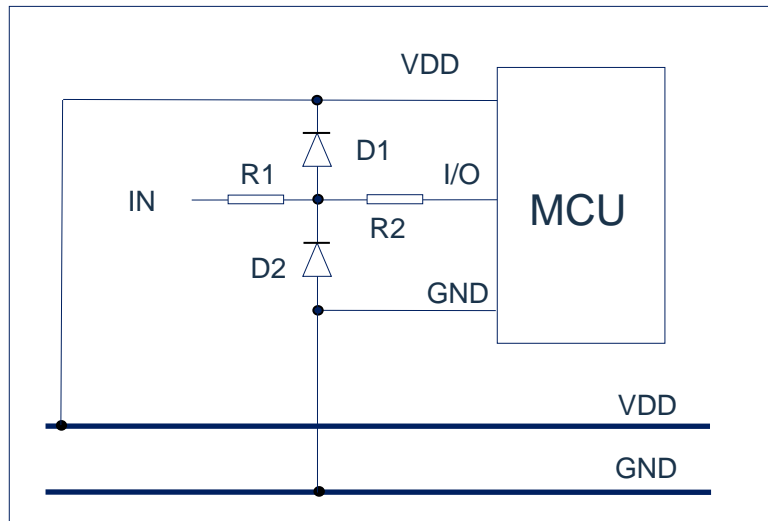 VDD
D1
R1
I/O
IN
MCU
R2
D2
GND
VDD
GND